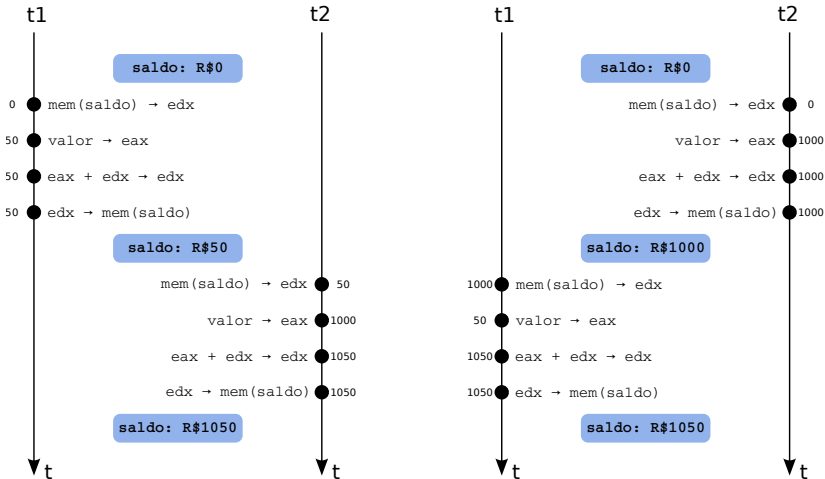 t1 t2
saldo: R$0
0 mem(saldo) → edx
50 valor → eax
50 eax + edx → edx
50 edx → mem(saldo)
saldo: R$50
mem(saldo) → edx 50
valor → eax 1000
eax + edx → edx 1050
edx → mem(saldo) 1050
saldo: R$1050
t t
t1 t2
saldo: R$0
mem(saldo) → edx 0
valor → eax 1000
eax + edx → edx 1000
edx → mem(saldo) 1000
saldo: R$1000
1000 mem(saldo) → edx
50 valor → eax
1050 eax + edx → edx
1050 edx → mem(saldo)
saldo: R$1050
t t